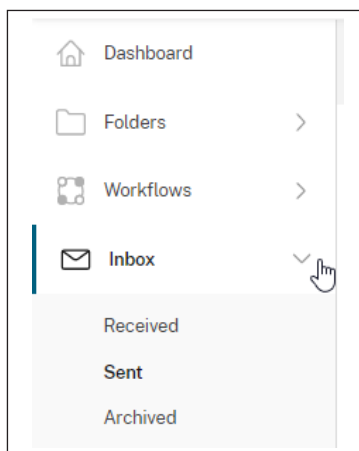 Dashboard
Folders
Workflows
Inbox
Received
Sent
Archived